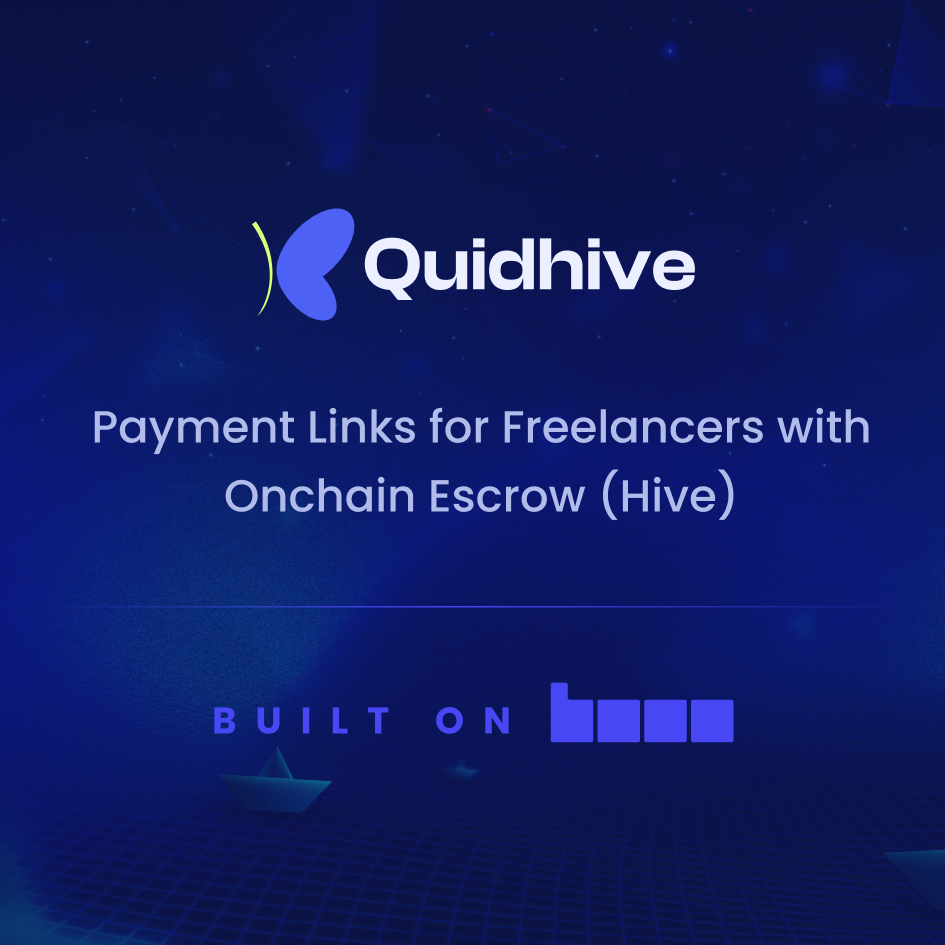 Quidhive
Payment Links for Freelancers with
Onchain Escrow (Hive)
BUILT ON